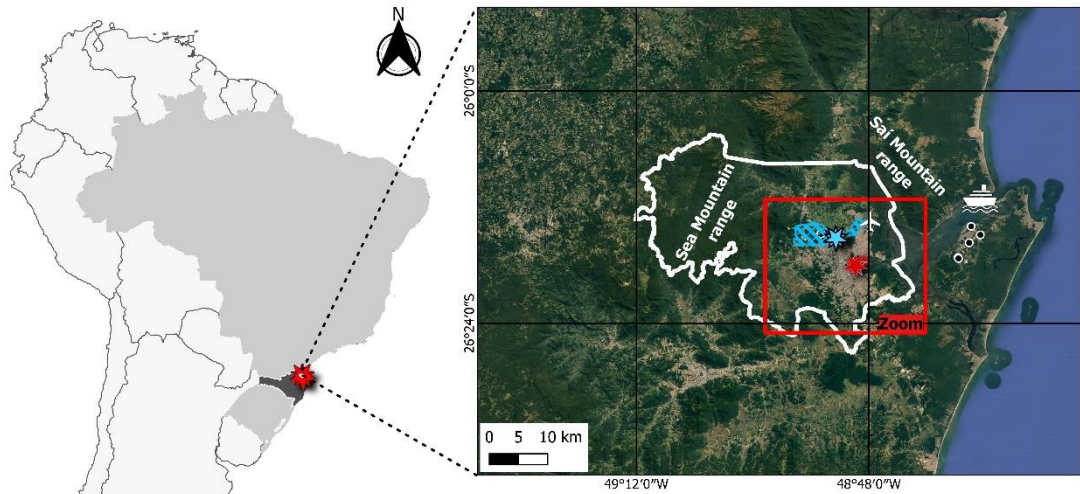 N
26°0'0"S
26°24'0"S
Sea Mountain
range
Saí Mountain
range
Zoom
0 5 10 km
49°12'0"W
48°48'0"W